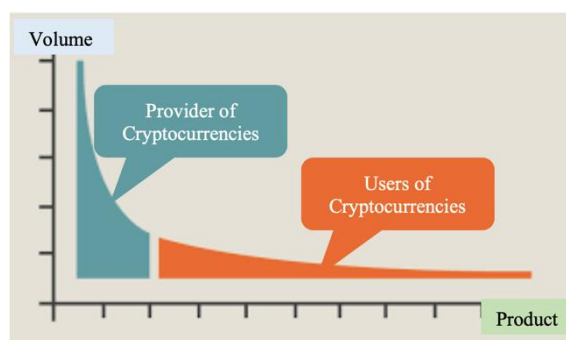 Volume
Provider of
Cryptocurrencies
Users of
Cryptocurrencies
Product